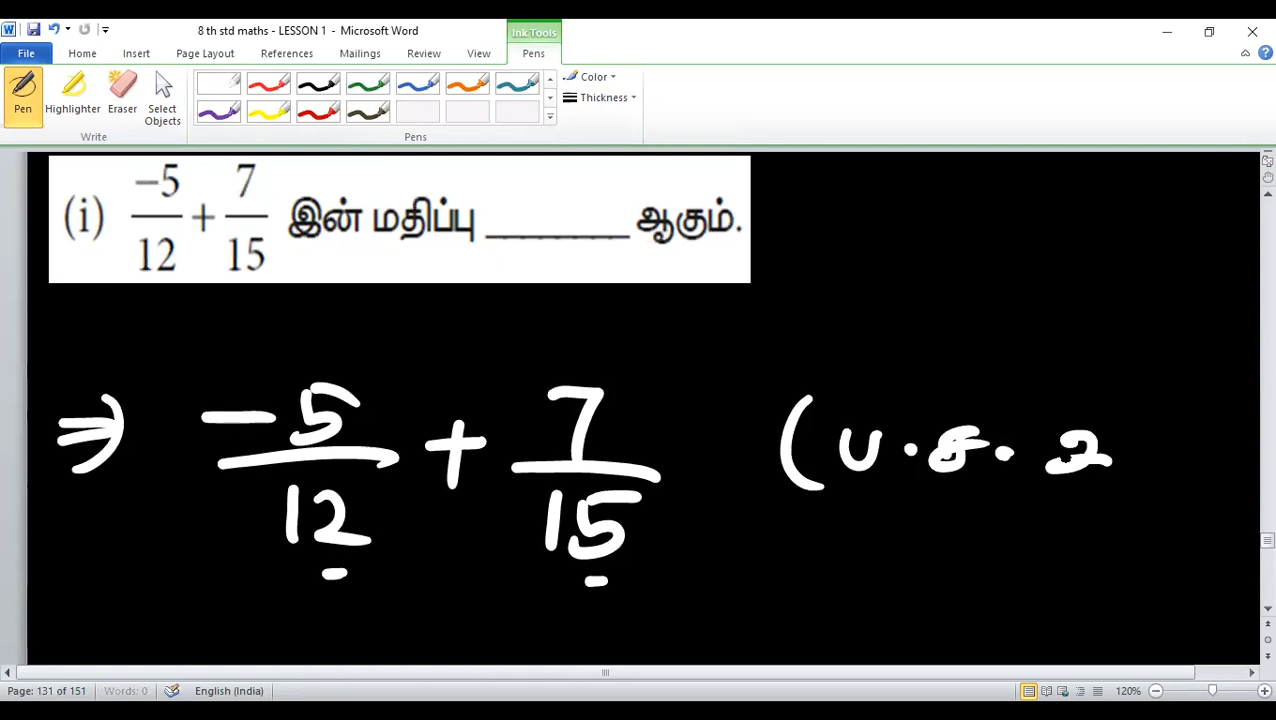 8 th std maths - LESSON 1 - Microsoft Word
Ink Tools
File Home Insert Page Layout References Mailings Review View Pens
Pen Highlighter Eraser Select Objects
Color
Thickness
Write Pens
(i) −5/12 + 7/15 இன் மதிப்பு ________ ஆகும்.
⇒ −5/12 + 7/15
Page: 131 of 151 Words: 0 English (India) 120%